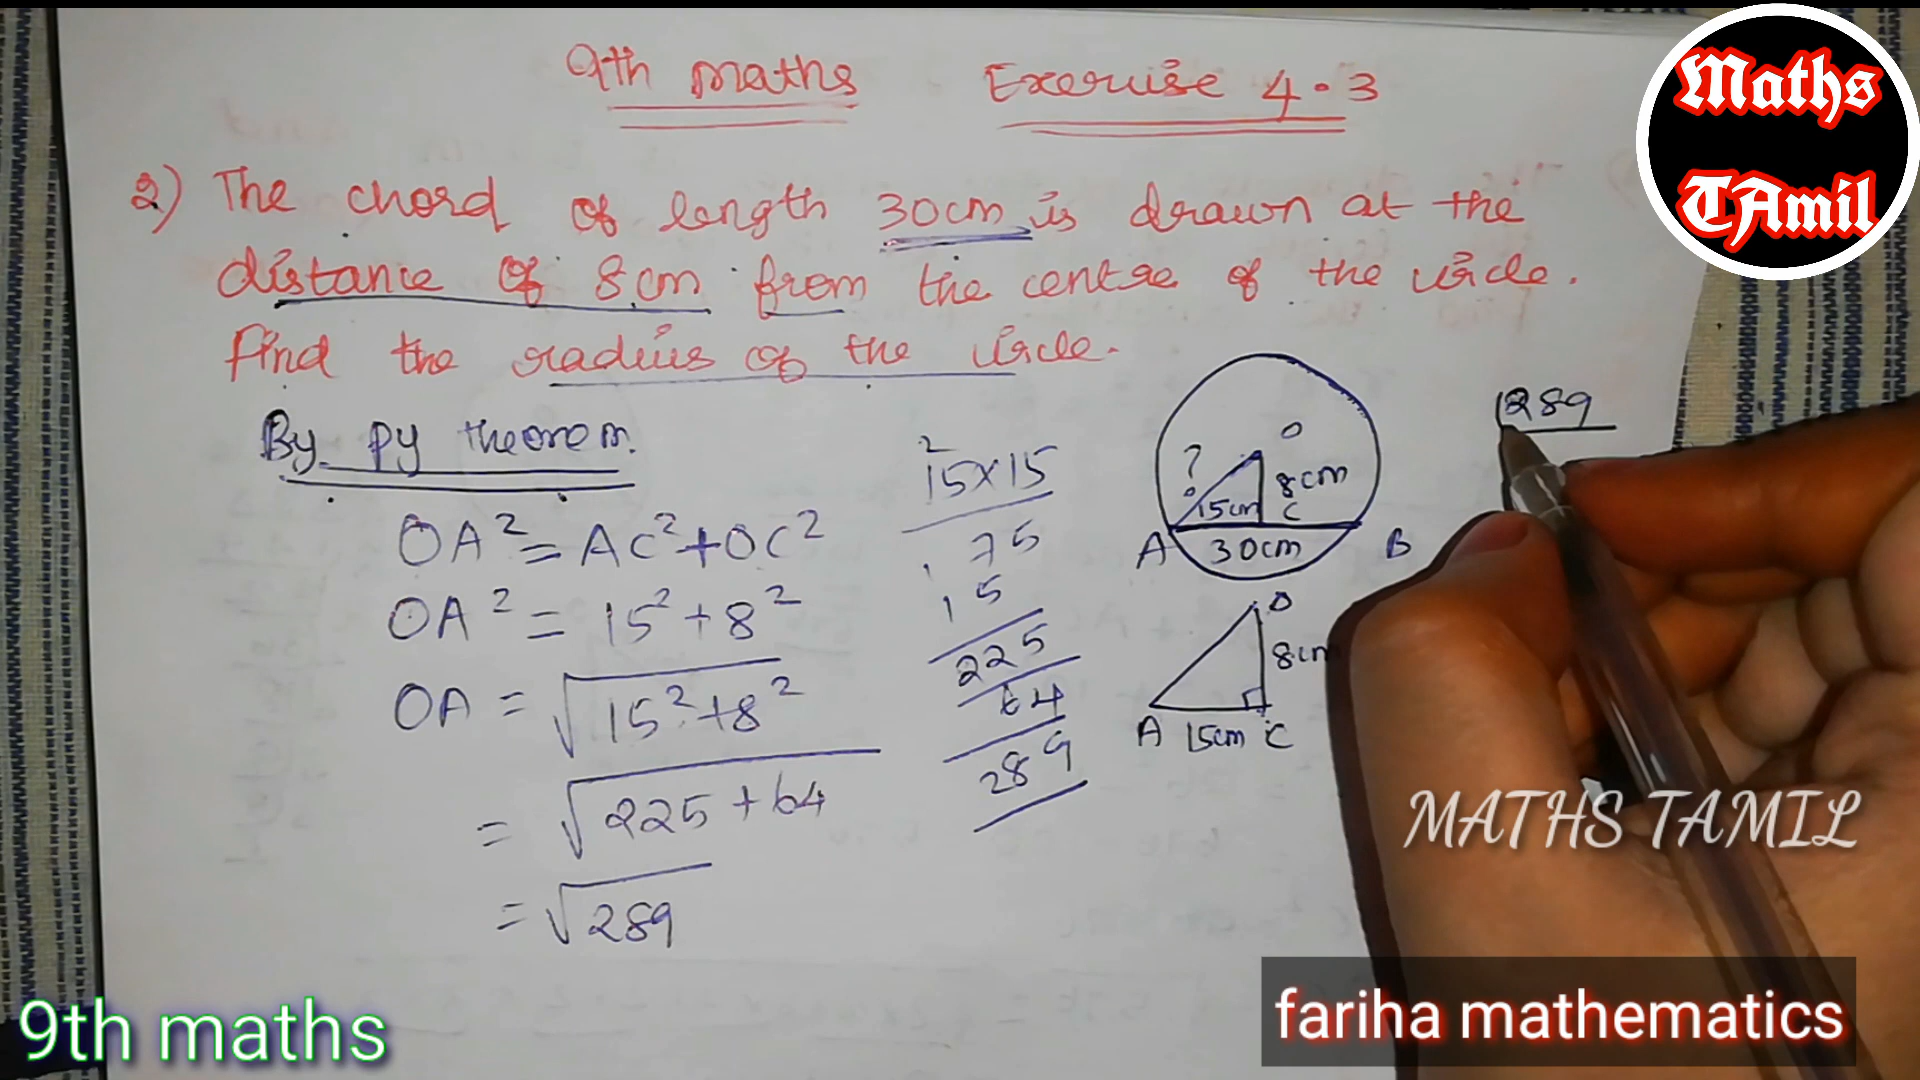 9th maths Exercise 4.3
Maths
TAmil
2) The chord of length 30cm is drawn at the
distance of 8cm from the centre of the circle.
Find the radius of the circle.
By py theorem.
OA² = AC² + OC²
OA² = 15² + 8²
OA = √15² + 8²
= √225 + 64
= √289
2
15×15
75
15
225
64
289
O
?
8cm
15cm C
A 30cm B
O
8cm
A 15cm C
289
MATHS TAMIL
9th maths
fariha mathematics